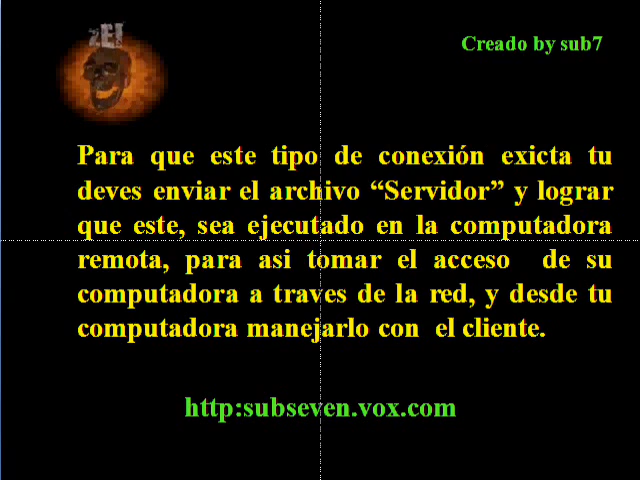 zEI
Creado by sub7
Para que este tipo de conexión exicta tu
deves enviar el archivo “Servidor” y lograr
que este, sea ejecutado en la computadora
remota, para asi tomar el acceso de su
computadora a traves de la red, y desde tu
computadora manejarlo con el cliente.
http:subseven.vox.com